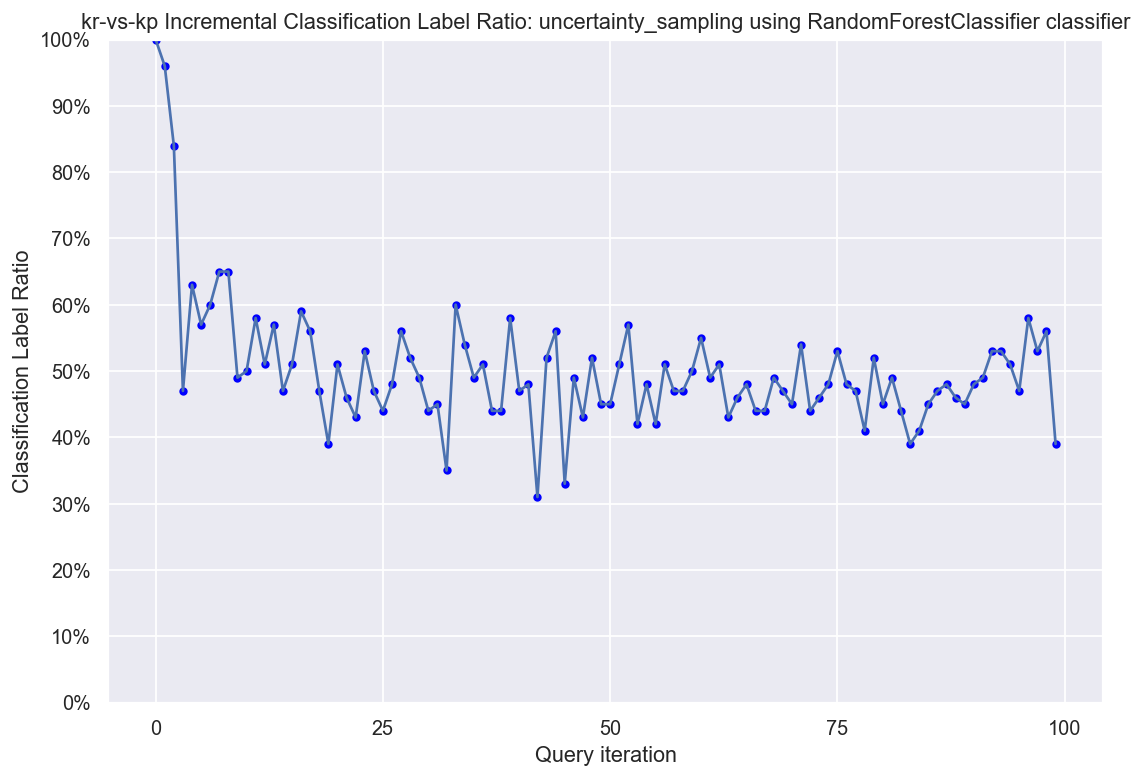 kr-vs-kp Incremental Classification Label Ratio: uncertainty_sampling using RandomForestClassifier classifier
100%
90%
80%
70%
60%
50%
40%
30%
20%
10%
0%
Classification Label Ratio
0 25 50 75 100
Query iteration